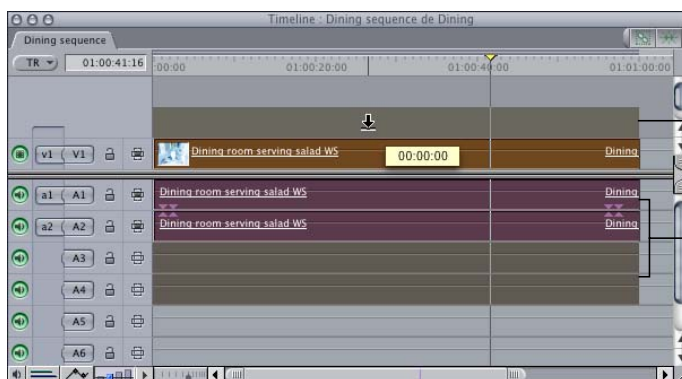 Timeline : Dining sequence de Dining
Dining sequence
TR 01:00:41:16 :00:00 01:00:20:00 01:00:40:00 01:01:00:00
v1 V1 Dining room serving salad WS 00:00:00 Dining
a1 A1 Dining room serving salad WS Dining
a2 A2 Dining room serving salad WS Dining
A3
A4
A5
A6